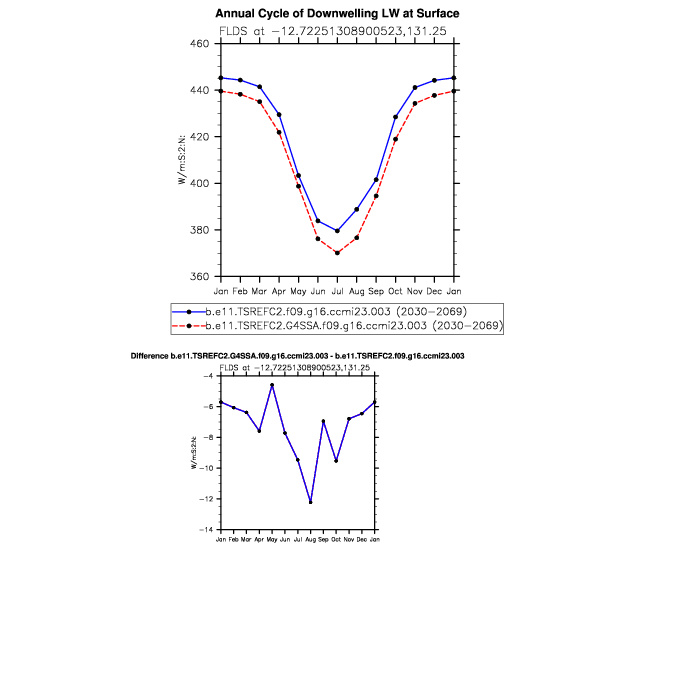 Annual Cycle of Downwelling LW at Surface
FLDS at −12.72251308900523,131.25
460
440
420
400
380
360
W/m:S:2:N:
Jan Feb Mar Apr May Jun Jul Aug Sep Oct Nov Dec Jan
b.e11.TSREFC2.f09.g16.ccmi23.003 (2030−2069)
b.e11.TSREFC2.G4SSA.f09.g16.ccmi23.003 (2030−2069)
Difference b.e11.TSREFC2.G4SSA.f09.g16.ccmi23.003 - b.e11.TSREFC2.f09.g16.ccmi23.003
FLDS at −12.72251308900523,131.25
−4
−6
−8
−10
−12
−14
W/m:S:2:N:
Jan Feb Mar Apr May Jun Jul Aug Sep Oct Nov Dec Jan